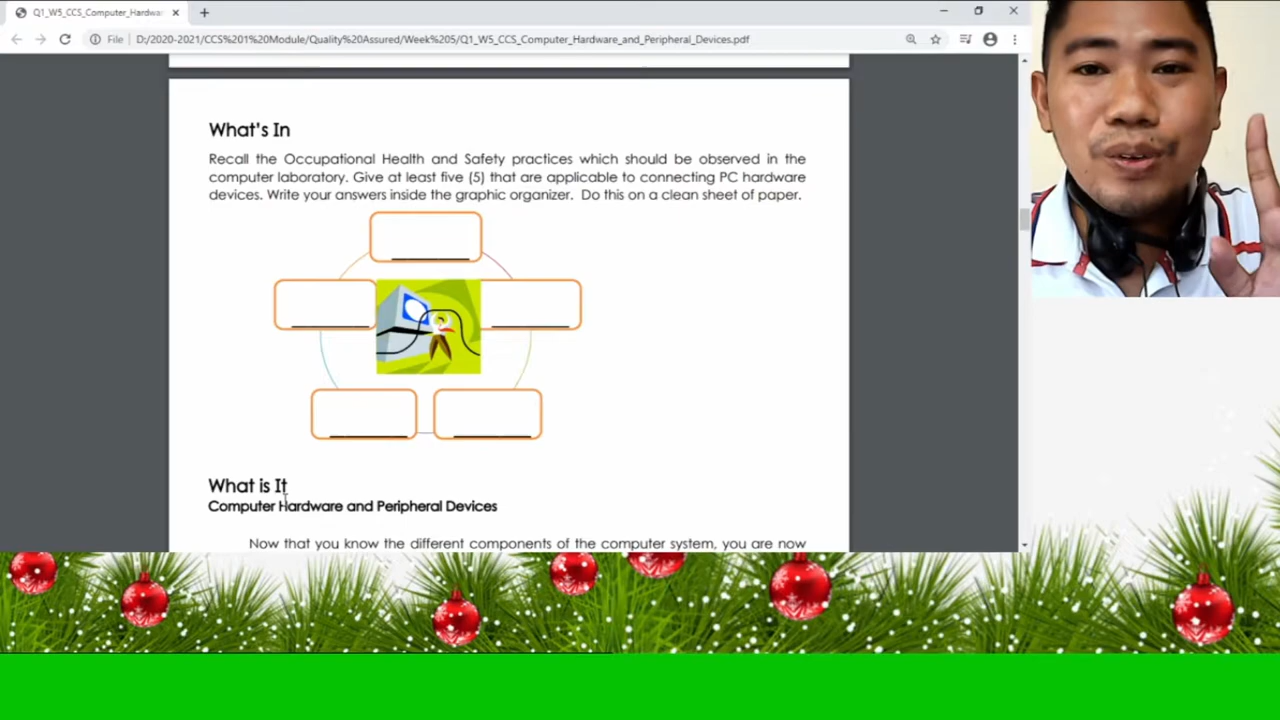 Q1_W5_CCS_Computer_Hardwa
File
D:/2020-2021/CCS%201%20Module/Quality%20Assured/Week%205/Q1_W5_CCS_Computer_Hardware_and_Peripheral_Devices.pdf
What's In
Recall the Occupational Health and Safety practices which should be observed in the
computer laboratory. Give at least five (5) that are applicable to connecting PC hardware
devices. Write your answers inside the graphic organizer. Do this on a clean sheet of paper.
What is It
Computer Hardware and Peripheral Devices
Now that you know the different components of the computer system, you are now